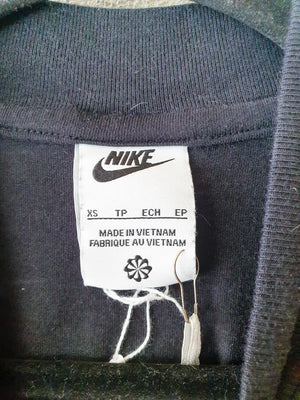 NIKE
XS TP ECH EP
MADE IN VIETNAM
FABRIQUE AU VIETNAM